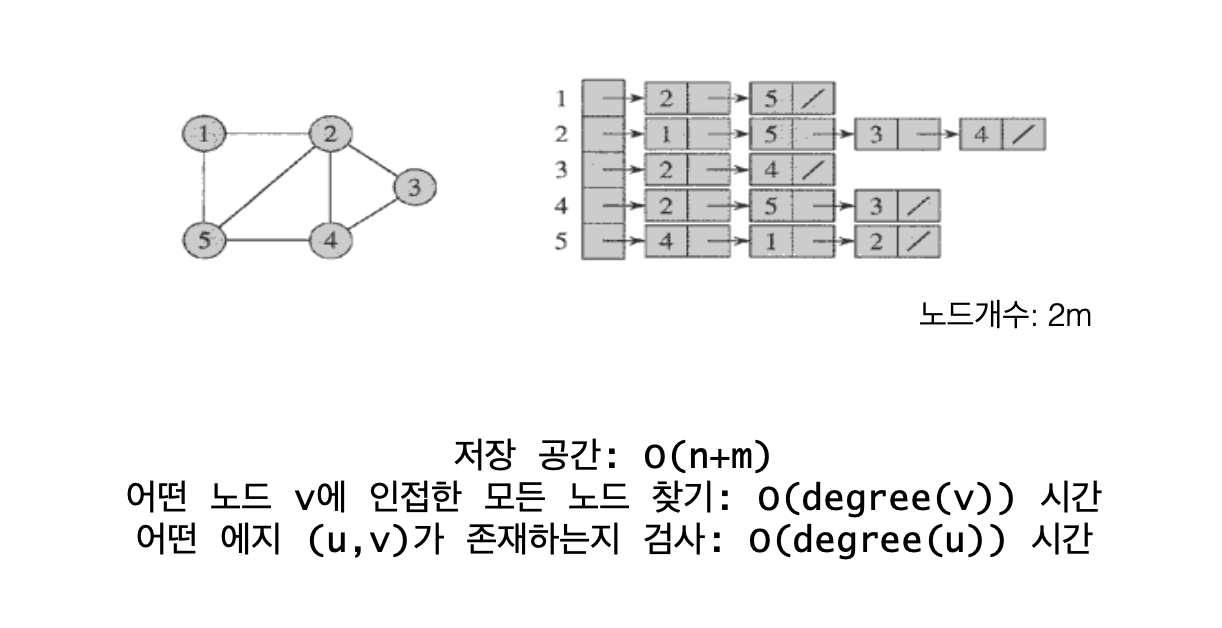 1 2
3
5 4
1 2 5
2 1 5 3 4
3 2 4
4 2 5 3
5 4 1 2
노드개수: 2m
저장 공간: O(n+m)
어떤 노드 v에 인접한 모든 노드 찾기: O(degree(v)) 시간
어떤 에지 (u,v)가 존재하는지 검사: O(degree(u)) 시간